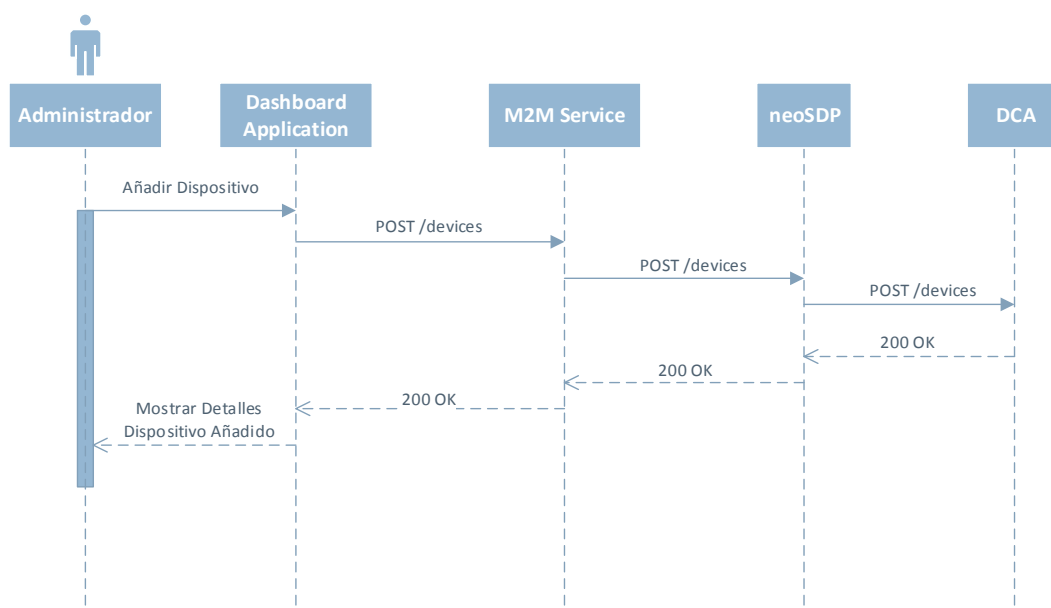 Administrador
Dashboard
Application
M2M Service
neoSDP
DCA
Añadir Dispositivo
POST /devices
POST /devices
POST /devices
200 OK
200 OK
200 OK
Mostrar Detalles
Dispositivo Añadido